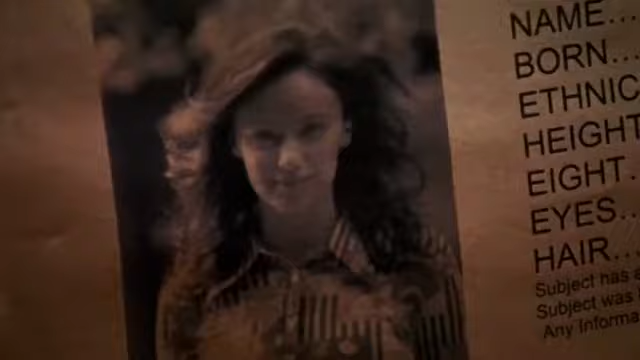 NAME...
BORN...
ETHNIC
HEIGHT
EIGHT.
EYES...
HAIR...
Subject has a
Subject was
Any Informa